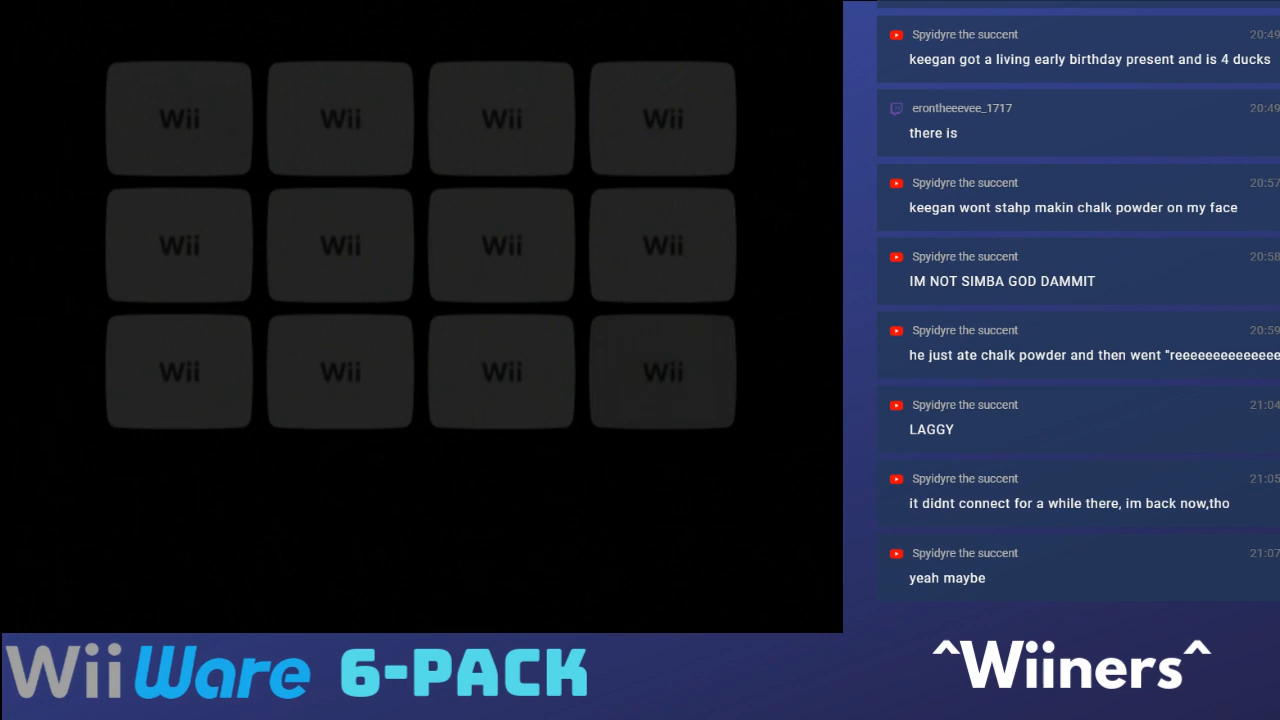 Wii Wii Wii Wii
Wii Wii Wii Wii
Wii Wii Wii Wii
Spyidyre the succent 20:49
keegan got a living early birthday present and is 4 ducks
erontheeevee_1717 20:49
there is
Spyidyre the succent 20:57
keegan wont stahp makin chalk powder on my face
Spyidyre the succent 20:58
IM NOT SIMBA GOD DAMMIT
Spyidyre the succent 20:59
he just ate chalk powder and then went "reeeeeeeeeeeeee
Spyidyre the succent 21:04
LAGGY
Spyidyre the succent 21:05
it didnt connect for a while there, im back now,tho
Spyidyre the succent 21:07
yeah maybe
WiiWare 6-PACK
^Wiiners^